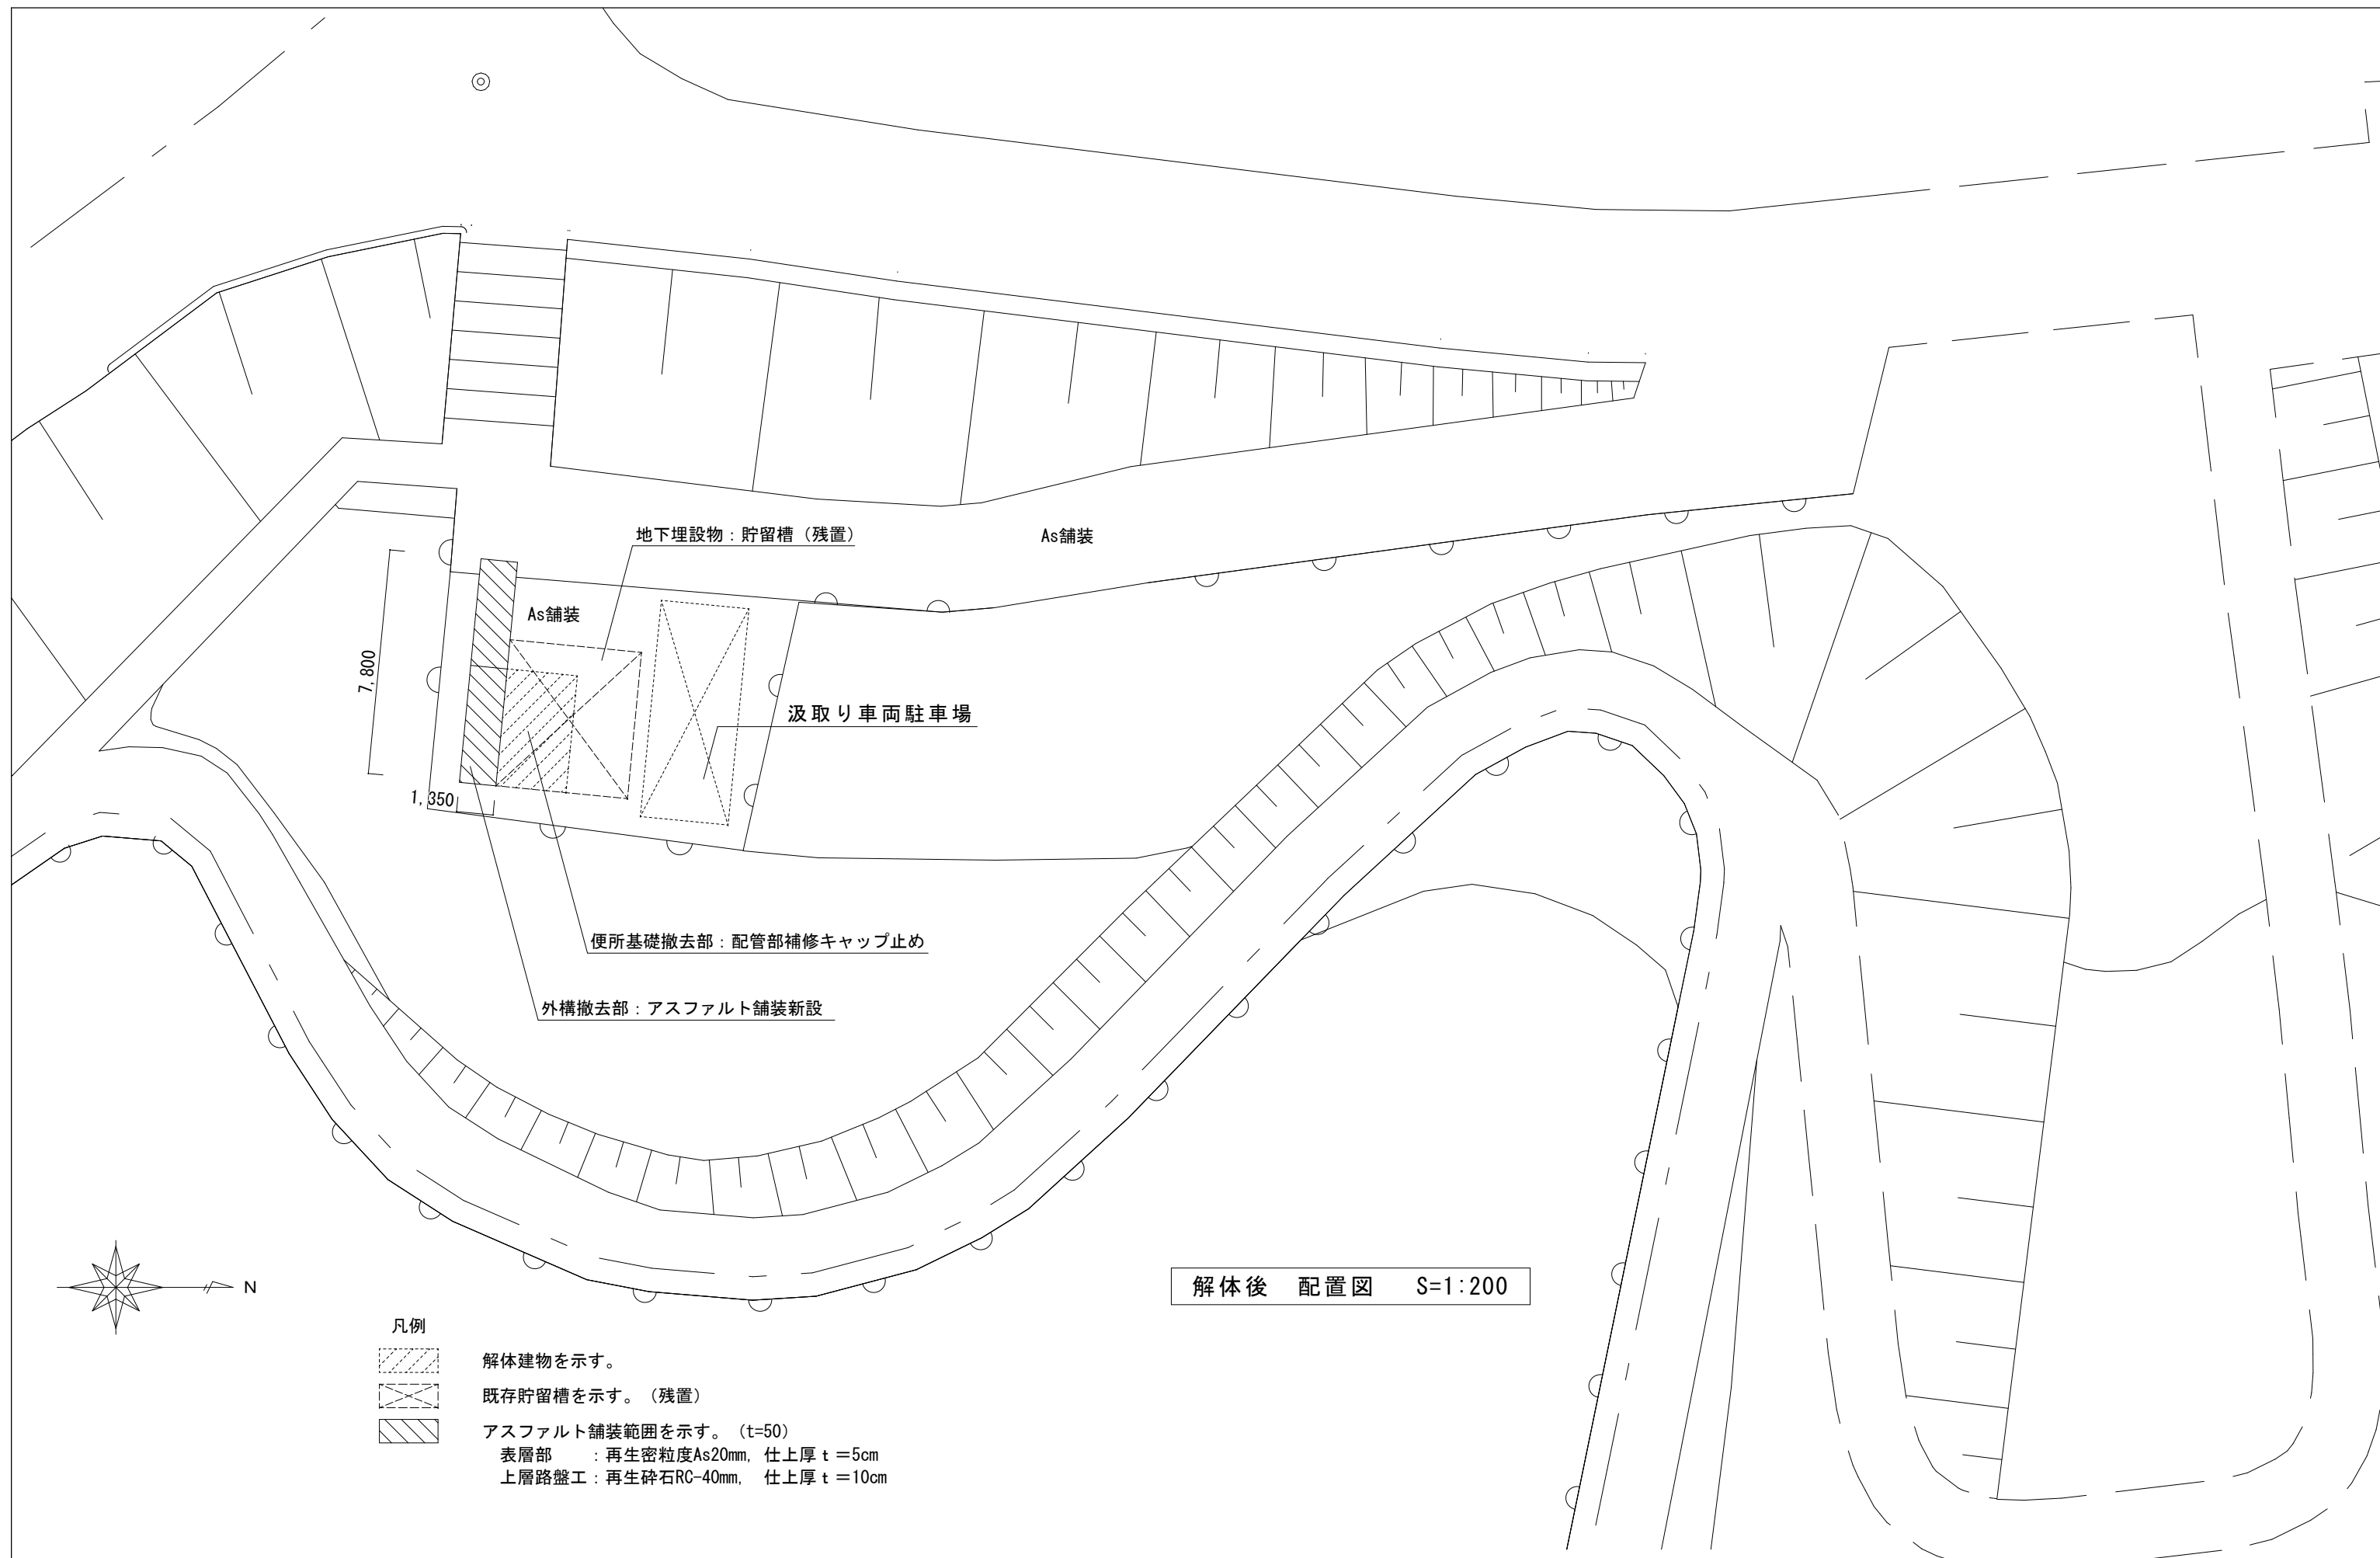 地下埋設物：貯留槽（残置）
As舗装
As舗装
7,800
汲取り車両駐車場
1,350
便所基礎撤去部：配管部補修キャップ止め
外構撤去部：アスファルト舗装新設
N
解体後　配置図　S=1:200
凡例
解体建物を示す。
既存貯留槽を示す。（残置）
アスファルト舗装範囲を示す。（t=50）
表層部　　：再生密粒度As20mm, 仕上厚ｔ＝5cm
上層路盤工：再生砕石RC-40mm,　仕上厚ｔ＝10cm